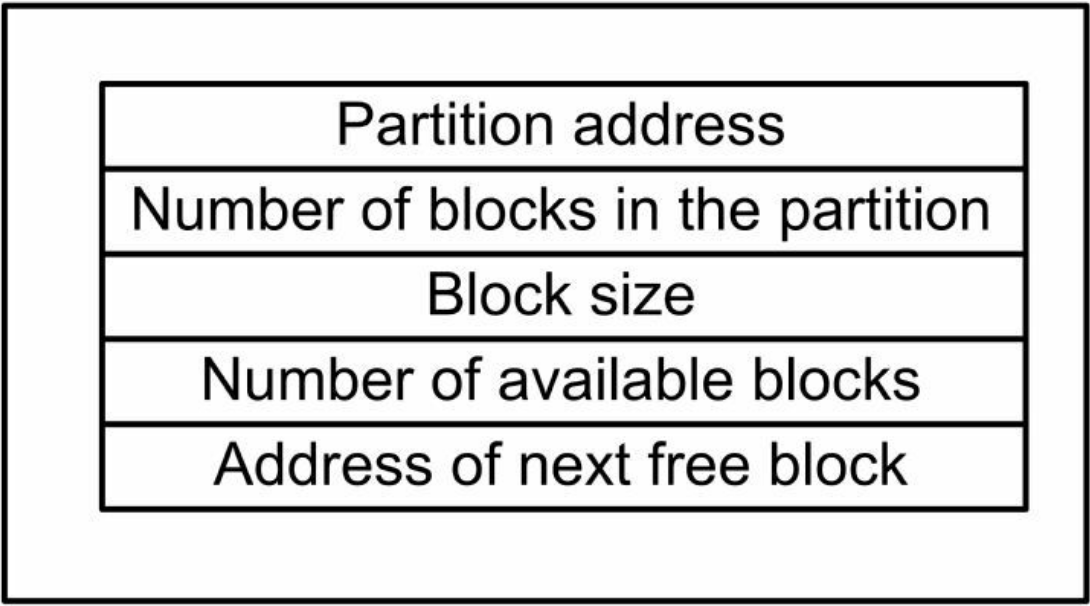 Partition address
Number of blocks in the partition
Block size
Number of available blocks
Address of next free block